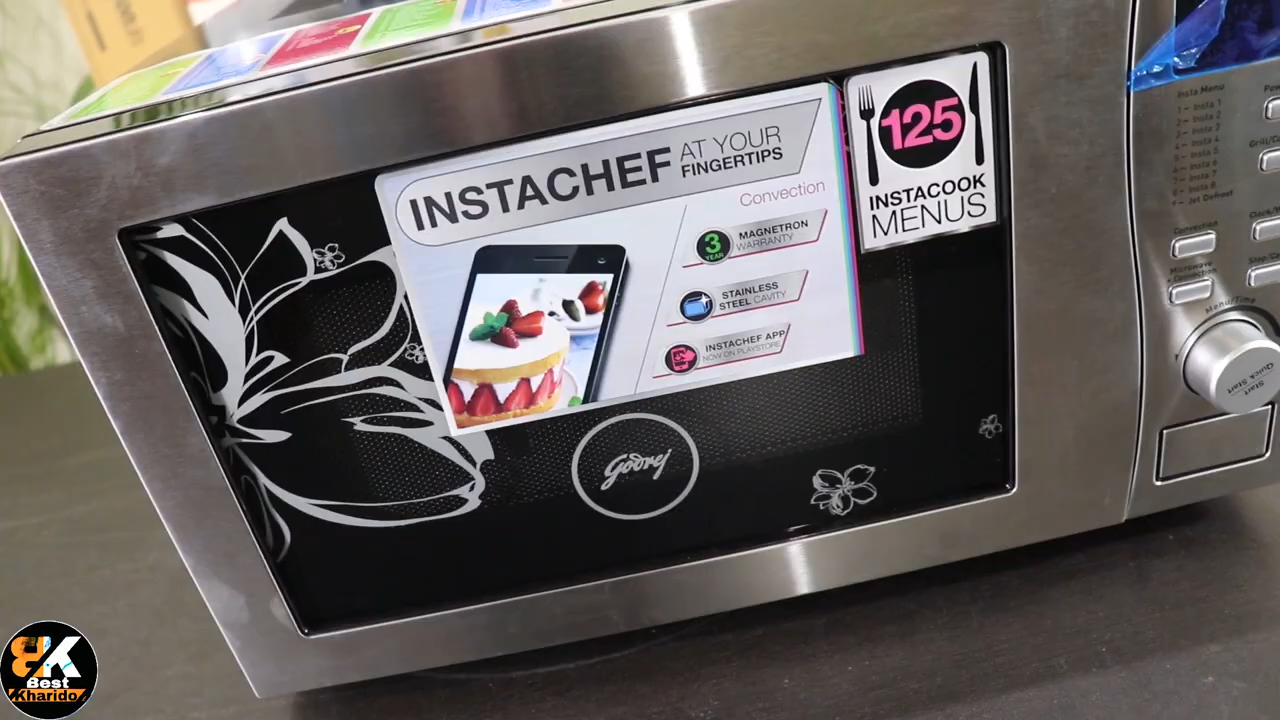 INSTACHEF AT YOUR
FINGERTIPS
Convection
3
YEAR
MAGNETRON
WARRANTY
STAINLESS
STEEL CAVITY
INSTACHEF APP
NOW ON PLAYSTORE
125
INSTACOOK
MENUS
Godrej
Insta Menu
1 - Insta 1
2 - Insta 2
3 - Insta 3
4 - Insta 4
5 - Insta 5
6 - Insta 6
7 - Insta 7
8 - Insta 8
9 - Jet Defrost
Convection
Microwave
+ Convection
Menu/Time
Start
Quick Start
BK
Best
Kharido